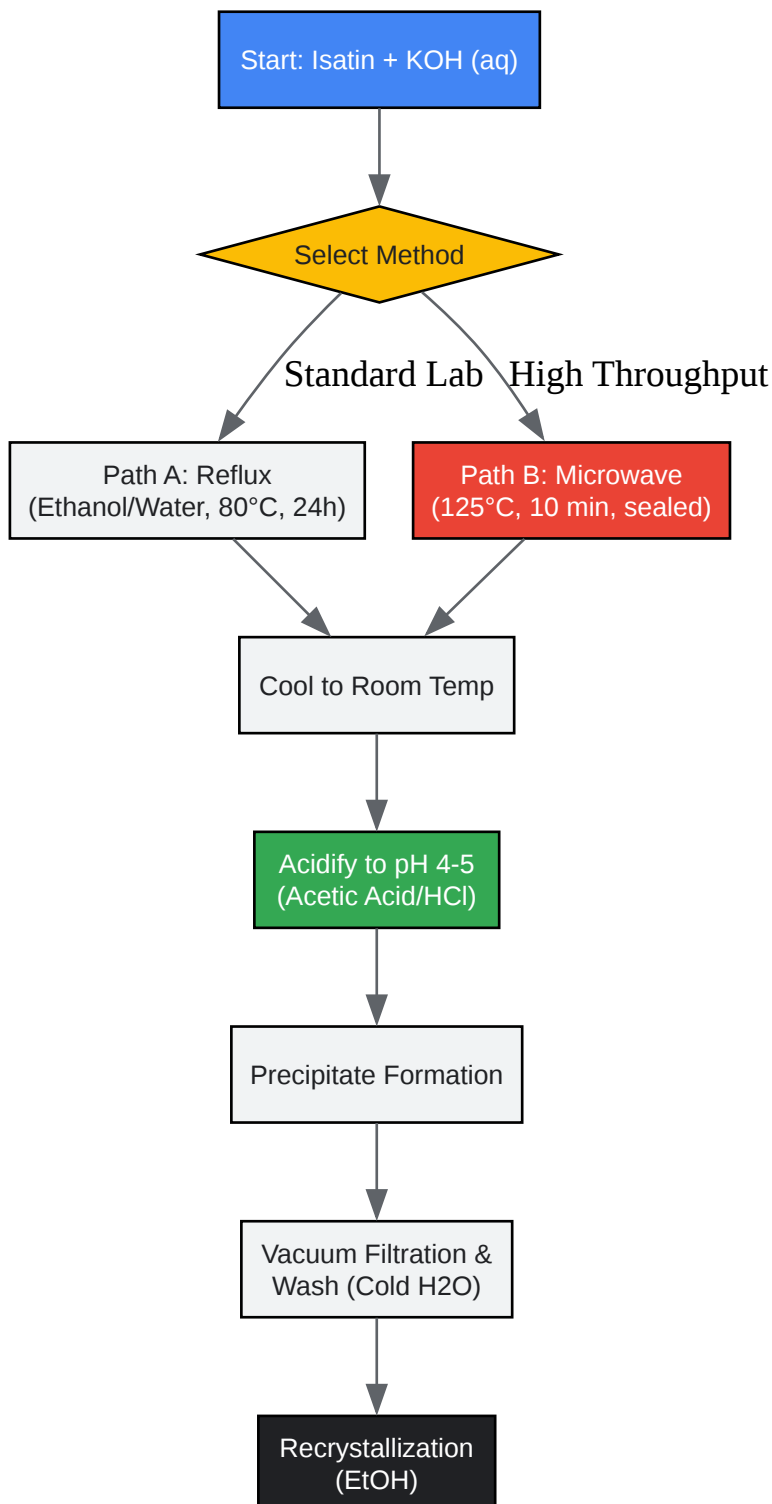 Start: Isatin + KOH (aq)
Select Method
Standard Lab
High Throughput
Path A: Reflux
(Ethanol/Water, 80°C, 24h)
Path B: Microwave
(125°C, 10 min, sealed)
Cool to Room Temp
Acidify to pH 4-5
(Acetic Acid/HCl)
Precipitate Formation
Vacuum Filtration &
Wash (Cold H2O)
Recrystallization
(EtOH)